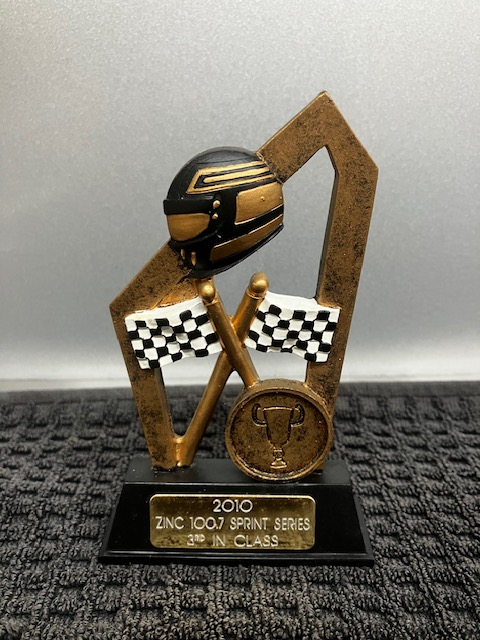 2010
ZINC 100.7 SPRINT SERIES
3RD IN CLASS